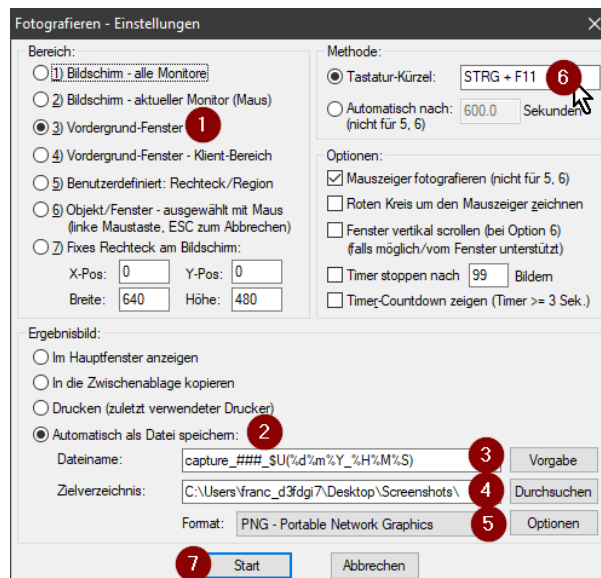 Fotografieren - Einstellungen
Bereich:
1) Bildschirm - alle Monitore
2) Bildschirm - aktueller Monitor (Maus)
3) Vordergrund-Fenster 1
4) Vordergrund-Fenster - Klient-Bereich
5) Benutzerdefiniert: Rechteck/Region
6) Objekt/Fenster - ausgewählt mit Maus
(linke Maustaste, ESC zum Abbrechen)
7) Fixes Rechteck am Bildschirm:
X-Pos: 0 Y-Pos: 0
Breite: 640 Höhe: 480
Methode:
Tastatur-Kürzel: STRG + F11 6
Automatisch nach: 600.0 Sekunden
(nicht für 5, 6)
Optionen:
Mauszeiger fotografieren (nicht für 5, 6)
Roten Kreis um den Mauszeiger zeichnen
Fenster vertikal scrollen (bei Option 6)
(falls möglich/vom Fenster unterstützt)
Timer stoppen nach 99 Bildern
Timer-Countdown zeigen (Timer >= 3 Sek.)
Ergebnisbild:
Im Hauptfenster anzeigen
In die Zwischenablage kopieren
Drucken (zuletzt verwendeter Drucker)
Automatisch als Datei speichern: 2
Dateiname: capture_###_$U(%d%m%Y_%H%M%S) 3 Vorgabe
Zielverzeichnis: C:\Users\franc_d3fdgi7\Desktop\Screenshots\ 4 Durchsuchen
Format: PNG - Portable Network Graphics 5 Optionen
7 Start Abbrechen